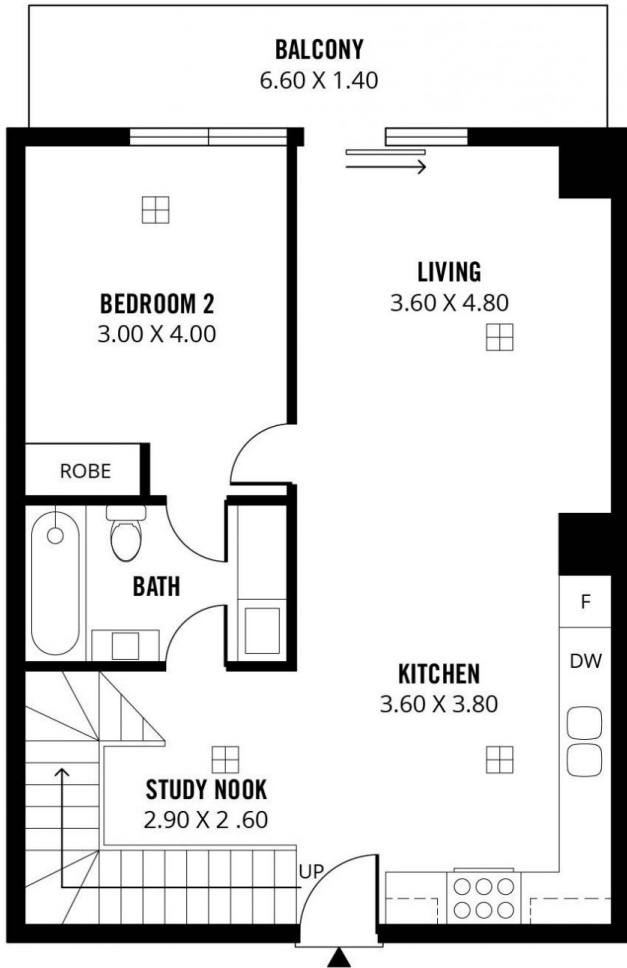 BALCONY
6.60 X 1.40
LIVING
3.60 X 4.80
BEDROOM 2
3.00 X 4.00
ROBE
BATH
F
DW
KITCHEN
3.60 X 3.80
STUDY NOOK
2.90 X 2 .60
UP